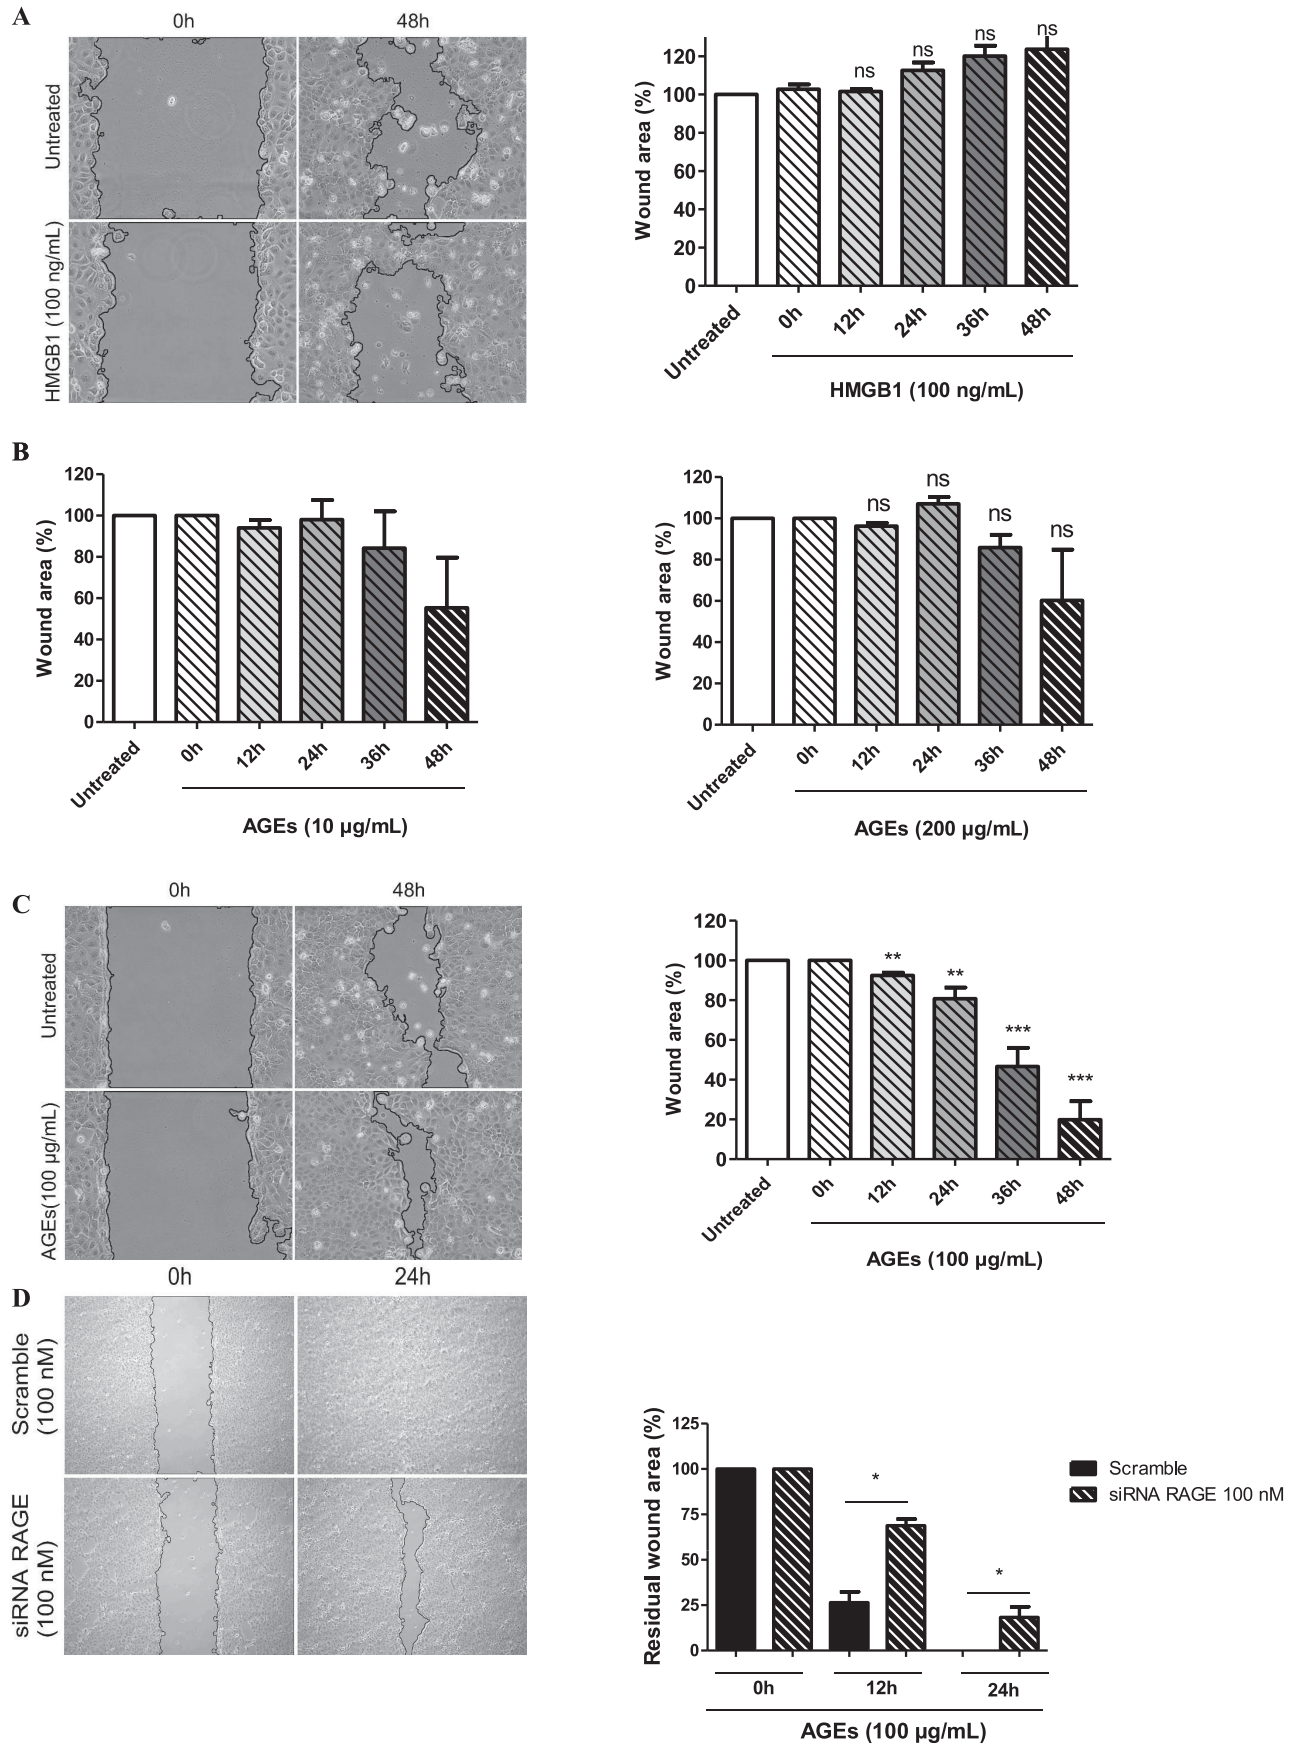 A
0h
48h
Untreated
HMGB1 (100 ng/mL)
Wound area (%)
120
100
80
60
40
20
0
ns
ns
ns
ns
Untreated
0h
12h
24h
36h
48h
HMGB1 (100 ng/mL)
B
Wound area (%)
120
100
80
60
40
20
0
Untreated
0h
12h
24h
36h
48h
AGEs (10 µg/mL)
Wound area (%)
120
100
80
60
40
20
0
ns
ns
ns
ns
Untreated
0h
12h
24h
36h
48h
AGEs (200 µg/mL)
C
0h
48h
Untreated
AGEs(100 µg/mL)
Wound area (%)
120
100
80
60
40
20
0
**
**
***
***
Untreated
0h
12h
24h
36h
48h
AGEs (100 µg/mL)
D
0h
24h
Scramble
(100 nM)
siRNA RAGE
(100 nM)
Residual wound area (%)
125
100
75
50
25
0
*
*
Scramble
siRNA RAGE 100 nM
0h
12h
24h
AGEs (100 µg/mL)